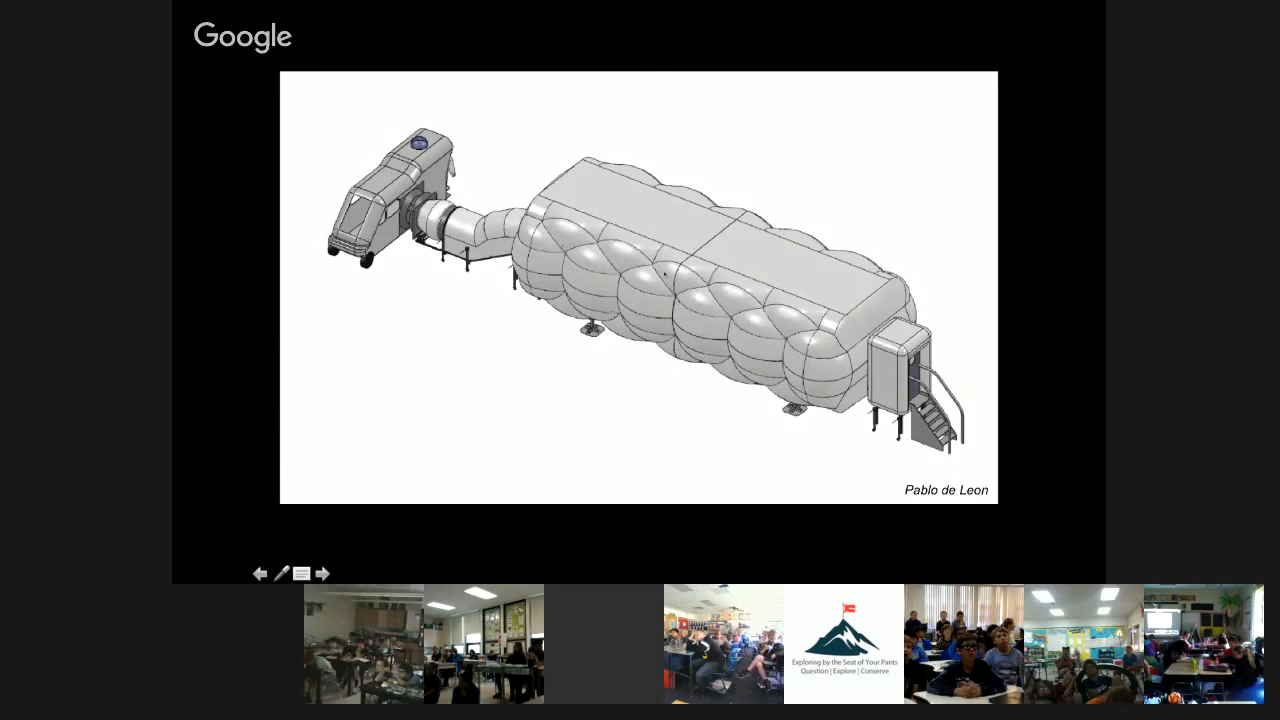 Google
Pablo de Leon
Exploring by the Seat of Your Pants
Question | Explore | Conserve